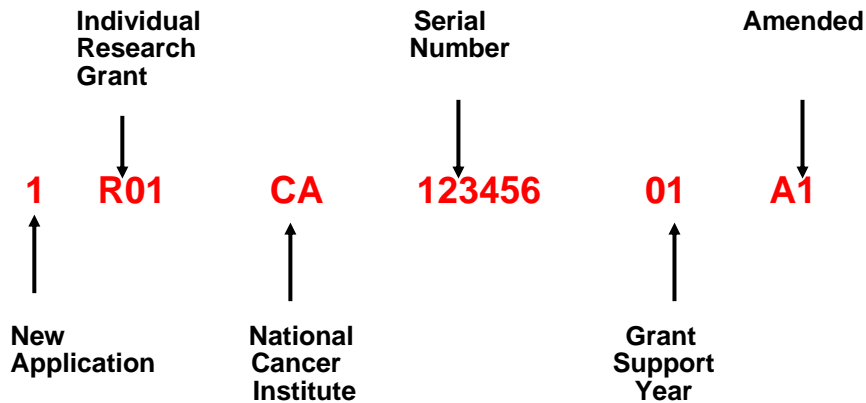 Individual
Research
Grant
Serial
Number
Amended
1 R01 CA 123456 01 A1
New
Application
National
Cancer
Institute
Grant
Support
Year